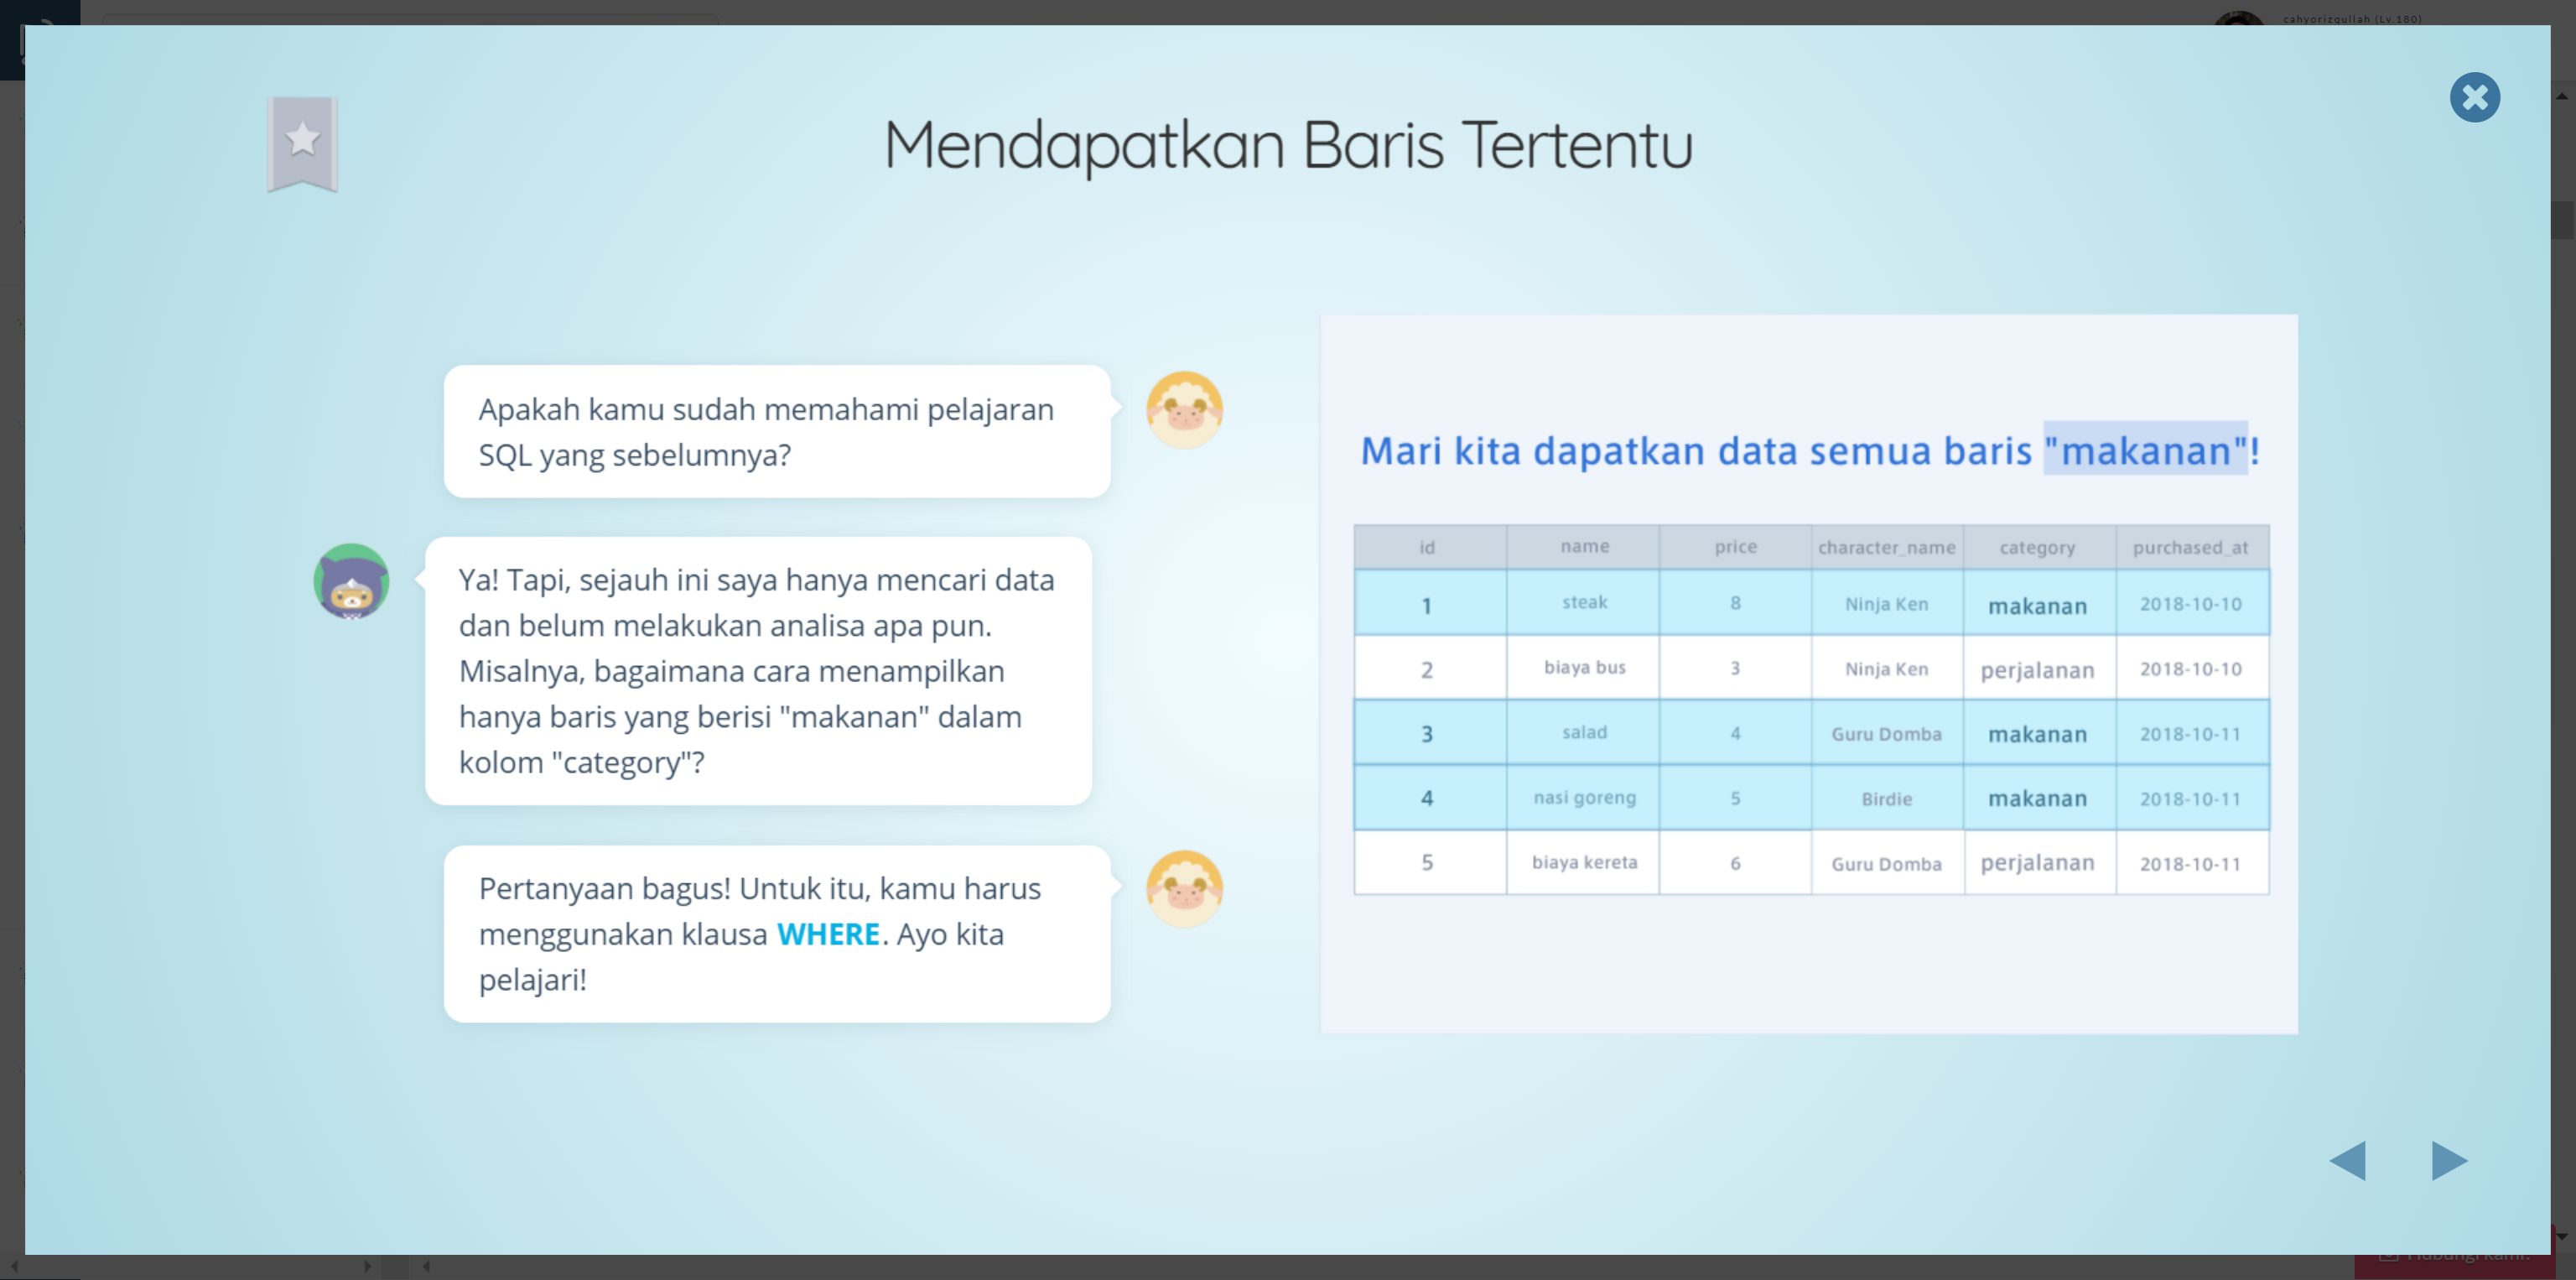 cahyorizqullah (Lv.180)
Mendapatkan Baris Tertentu
Apakah kamu sudah memahami pelajaran
SQL yang sebelumnya?
Ya! Tapi, sejauh ini saya hanya mencari data
dan belum melakukan analisa apa pun.
Misalnya, bagaimana cara menampilkan
hanya baris yang berisi "makanan" dalam
kolom "category"?
Pertanyaan bagus! Untuk itu, kamu harus
menggunakan klausa WHERE. Ayo kita
pelajari!
Mari kita dapatkan data semua baris "makanan"!
id name price character_name category purchased_at
1 steak 8 Ninja Ken makanan 2018-10-10
2 biaya bus 3 Ninja Ken perjalanan 2018-10-10
3 salad 4 Guru Domba makanan 2018-10-11
4 nasi goreng 5 Birdie makanan 2018-10-11
5 biaya kereta 6 Guru Domba perjalanan 2018-10-11